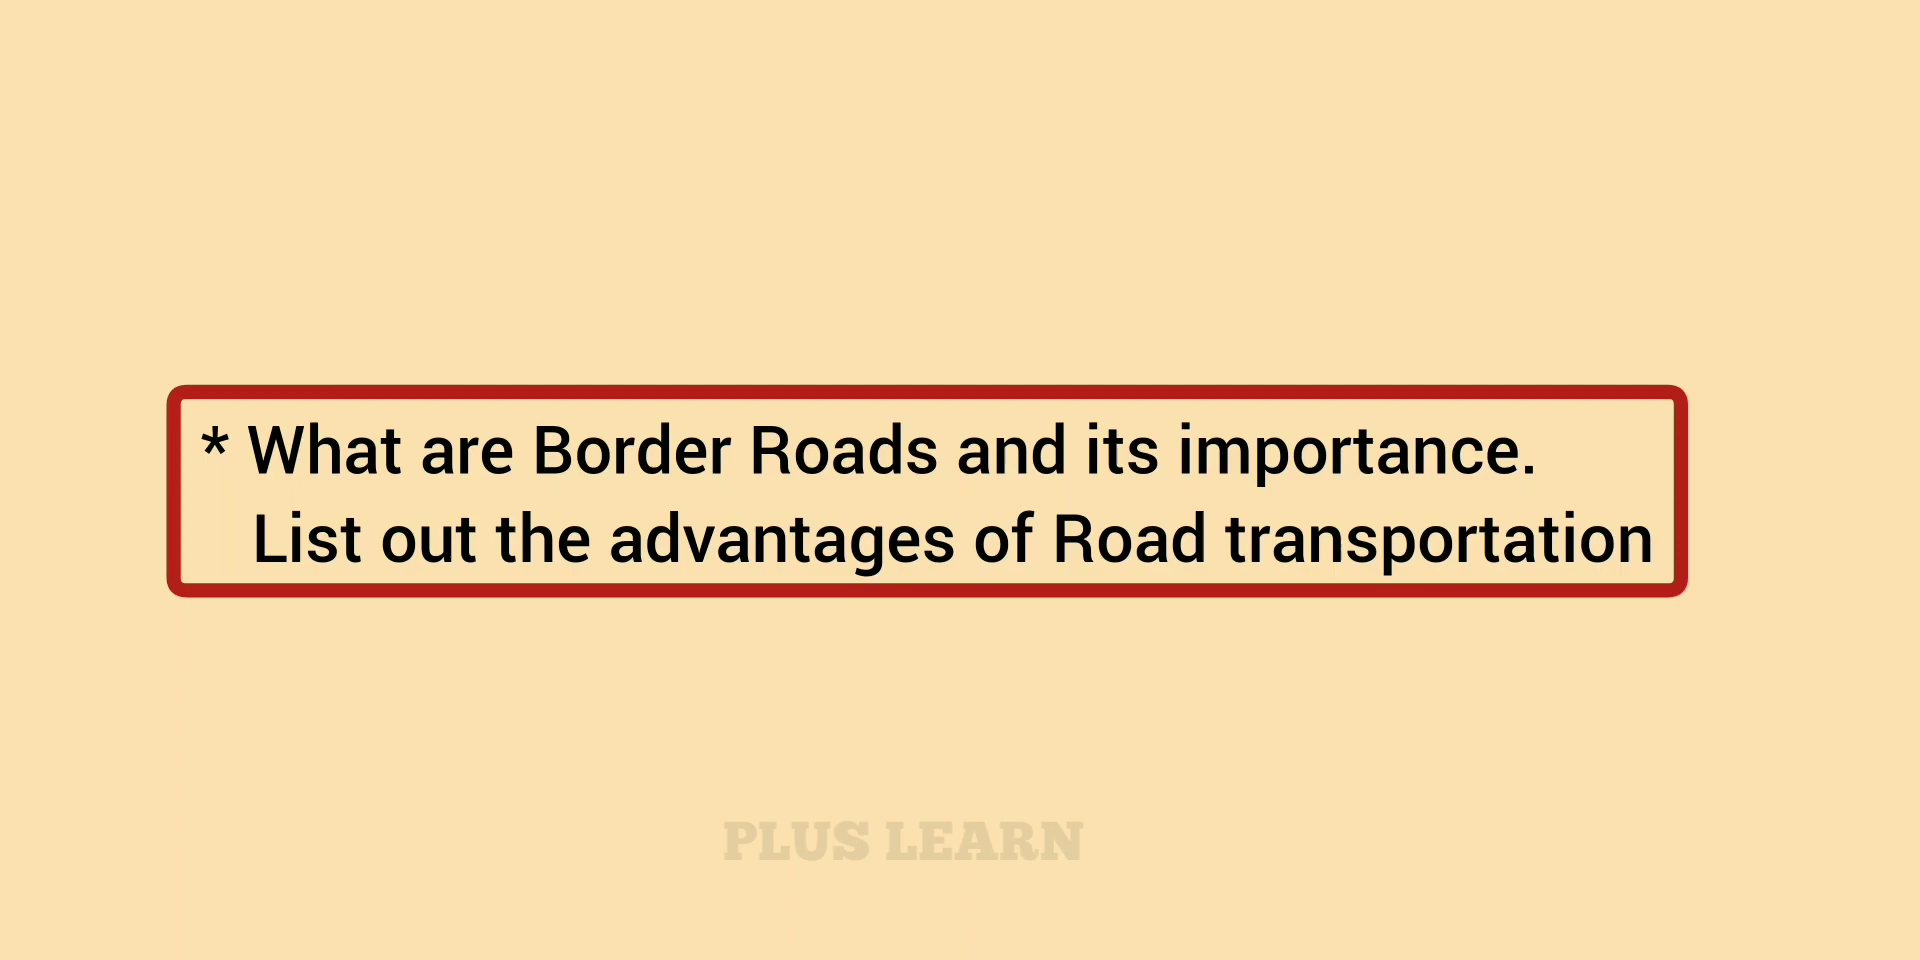 * What are Border Roads and its importance.
List out the advantages of Road transportation
PLUS LEARN